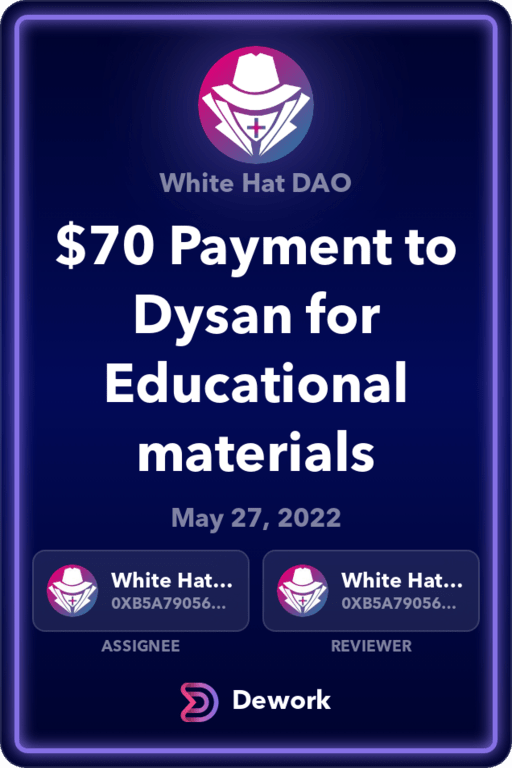 White Hat DAO
$70 Payment to
Dysan for
Educational
materials
May 27, 2022
White Hat...
0XB5A79056...
ASSIGNEE
White Hat...
0XB5A79056...
REVIEWER
Dework